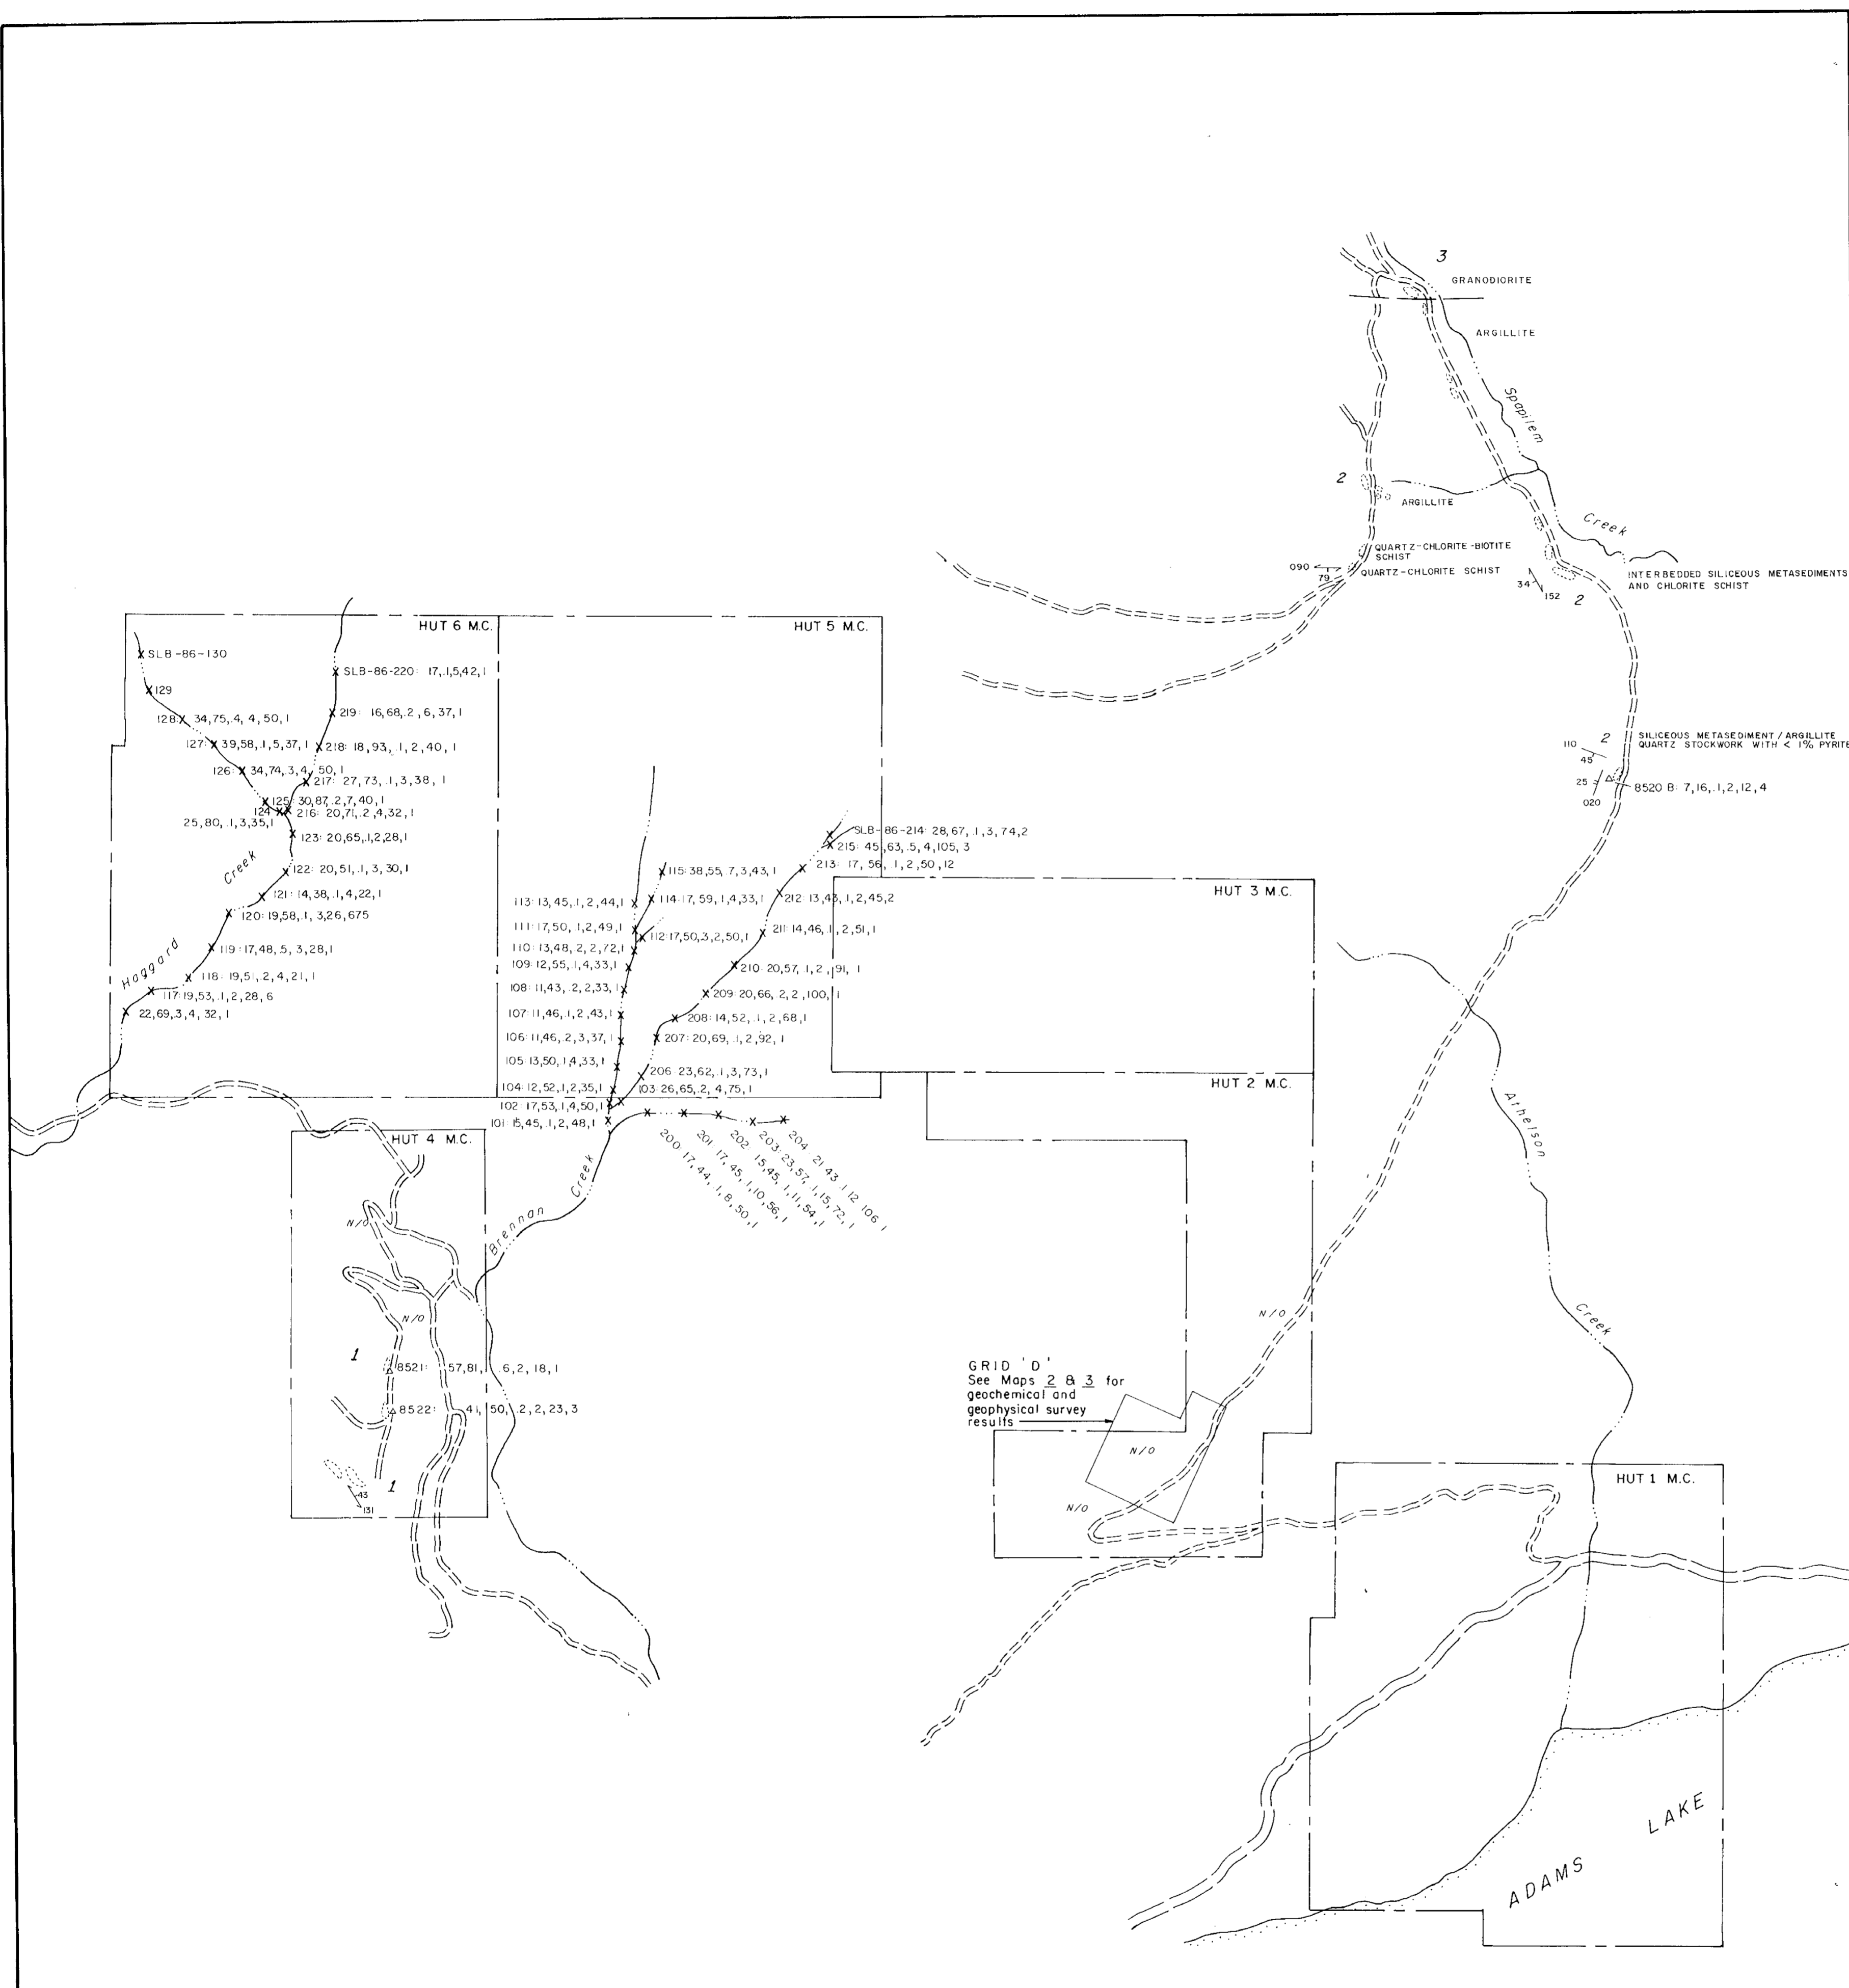 3
GRANODIORITE
ARGILLITE
Spapilem
Creek
2
ARGILLITE
QUARTZ-CHLORITE-BIOTITE
SCHIST
QUARTZ-CHLORITE SCHIST
090
79
INTERBEDDED SILICEOUS METASEDIMENTS
AND CHLORITE SCHIST
34
152
2
2
SILICEOUS METASEDIMENT / ARGILLITE
QUARTZ STOCKWORK WITH < 1% PYRITE
110
45
25
020
8520 B: 7,16,.1,2,12,4
HUT 6 M.C.
HUT 5 M.C.
SLB-86-130
129
128: 34,75,.4, 4,50,1
127: 39,58,.1,5,37,1
126: 34,74,.3,4, 50,1
125: 30,87,.2,7,40,1
124
25,80,.1,3,35,1
SLB-86-220: 17,.1,5,42,1
219: 16,68,.2,6,37,1
218: 18,93,.1,2,40,1
217: 27,73,.1,3,38,1
216: 20,71,.2,4,32,1
123: 20,65,.1,2,28,1
122: 20,51,.1,3,30,1
121: 14,38,.1,4,22,1
120: 19,58,.1,3,26,675
119: 17,48,.5,3,28,1
118: 19,51,.2,4,21,1
117: 19,53,.1,2,28,6
22,69,.3,4,32,1
Haggard
Creek
SLB-86-214: 28,67,.1,3,74,2
215: 45,63,.5,4,105,3
213: 17,56,.1,2,50,12
212: 13,43,.1,2,45,2
211: 14,46,.1,2,51,1
210: 20,57,.1,2,91,1
209: 20,66,.2,2,100,1
208: 14,52,.1,2,68,1
207: 20,69,.1,2,92,1
206: 23,62,.1,3,73,1
103: 26,65,.2,4,75,1
115: 38,55,.7,3,43,1
114: 17,59,.1,4,33,1
113: 13,45,.1,2,44,1
112: 17,50,.3,2,50,1
111: 17,50,.1,2,49,1
110: 13,48,.2,2,72,1
109: 12,55,.1,4,33,1
108: 11,43,.2,2,33,1
107: 11,46,.1,2,43,1
106: 11,46,.2,3,37,1
105: 13,50,.1,4,33,1
104: 12,52,.1,2,35,1
102: 17,53,.1,4,50,1
101: 15,45,.1,2,48,1
200: 17,44,.1,8,50,1
201: 17,45,.1,10,56,1
202: 15,45,.1,11,54,1
203: 23,57,.1,15,72,1
204: 21,43,.1,12,106,1
Brennan
Creek
HUT 3 M.C.
HUT 2 M.C.
HUT 4 M.C.
N/O
N/O
1
8521: 57,81, .6,2,18,1
8522: 41,50,.2,2,23,3
1
43
131
Athelson
Creek
N/O
GRID 'D'
See Maps 2 & 3 for
geochemical and
geophysical survey
results
N/O
N/O
HUT 1 M.C.
ADAMS LAKE